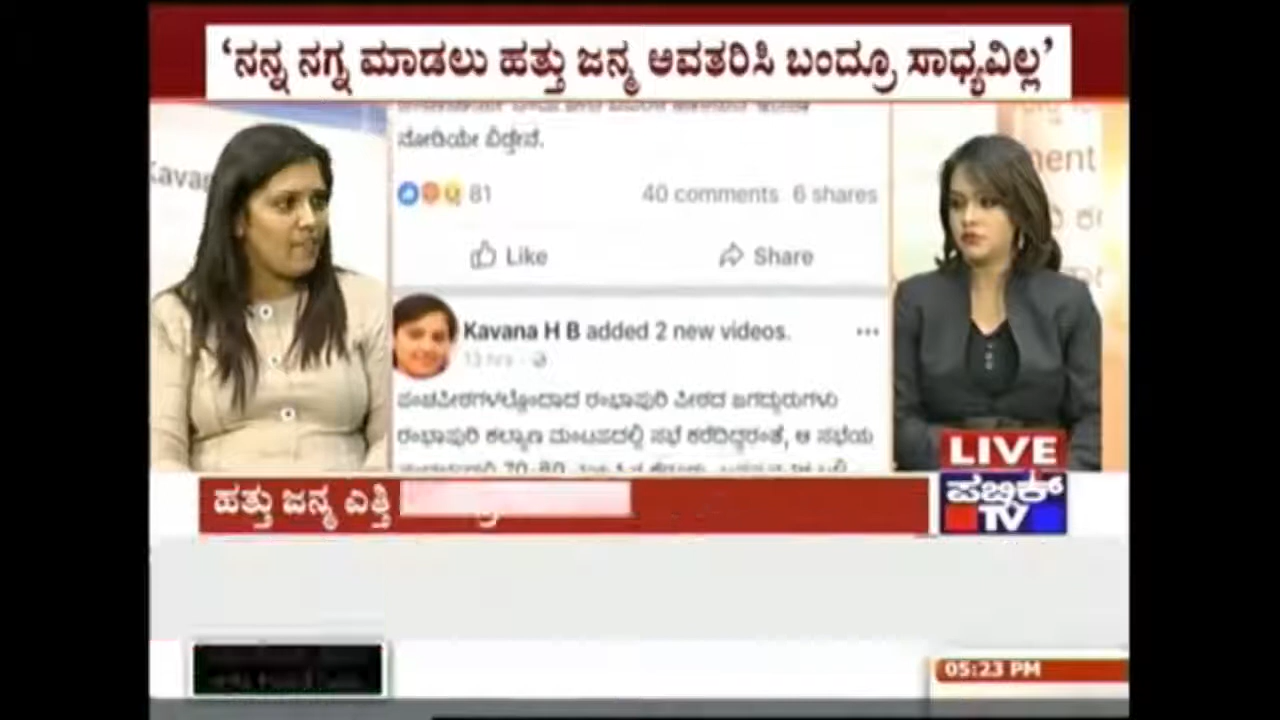 ‘ನನ್ನ ನಗ್ನ ಮಾಡಲು ಹತ್ತು ಜನ್ಮ ಅವತರಿಸಿ ಬಂದ್ರೂ ಸಾಧ್ಯವಿಲ್ಲ’
ನೋಡಿಯೇ ಬಿಡ್ತೇನೆ.
81 40 comments 6 shares
Like Share
Kavana H B added 2 new videos.
13 hrs
ಪಂಚಪೀಠಗಳಲ್ಲೊಂದಾದ ರಂಭಾಪುರಿ ಪೀಠದ ಜಗದ್ಗುರುಗಳು
ರಂಭಾಪುರಿ ಕಲ್ಯಾಣ ಮಂಟಪದಲ್ಲಿ ಸಭೆ ಕರೆದಿದ್ದರಂತೆ, ಆ ಸಭೆಯ
70-80
LIVE
ಹತ್ತು ಜನ್ಮ ಎತ್ತಿ
ಪಬ್ಲಿಕ್
TV
05:23 PM